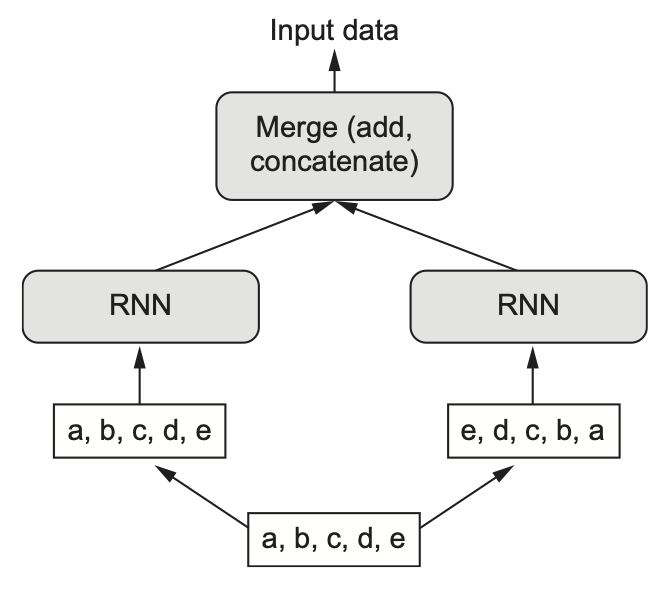 Input data
Merge (add,
concatenate)
RNN
RNN
a, b, c, d, e
e, d, c, b, a
a, b, c, d, e